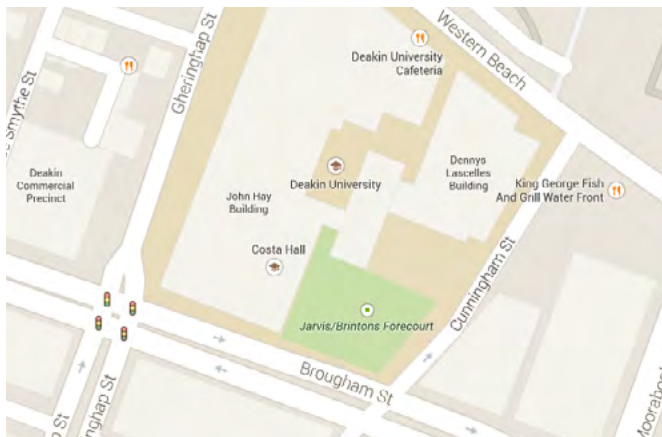 Smythe St
Gheringhap St
Western Beach
Deakin University
Cafeteria
Deakin
Commercial
Precinct
Deakin University
Dennys
Lascelles
Building
King George Fish
And Grill Water Front
John Hay
Building
Costa Hall
Cunningham St
Jarvis/Brintons Forecourt
Brougham St
St
inghap St
Moorabo